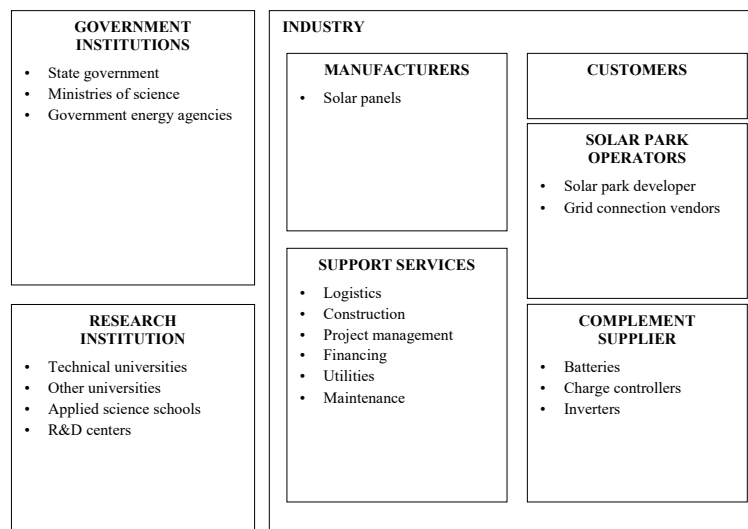 GOVERNMENT
INSTITUTIONS
• State government
• Ministries of science
• Government energy agencies
RESEARCH
INSTITUTION
• Technical universities
• Other universities
• Applied science schools
• R&D centers
INDUSTRY
MANUFACTURERS
• Solar panels
SUPPORT SERVICES
• Logistics
• Construction
• Project management
• Financing
• Utilities
• Maintenance
CUSTOMERS
SOLAR PARK
OPERATORS
• Solar park developer
• Grid connection vendors
COMPLEMENT
SUPPLIER
• Batteries
• Charge controllers
• Inverters